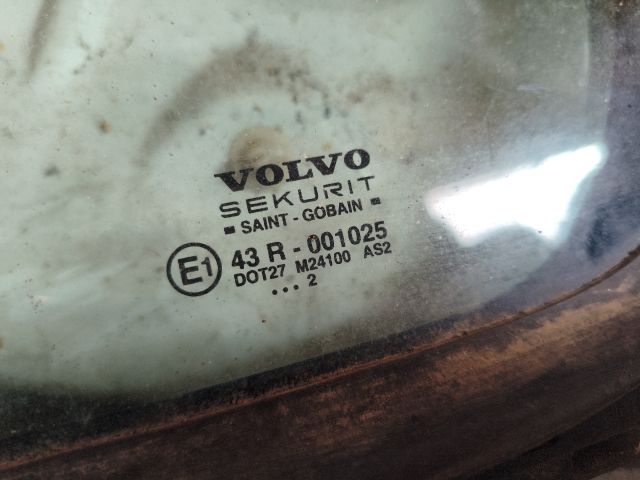 VOLVO
SEKURIT
▪ SAINT - GOBAIN ▪
E1 43 R - 001025
DOT27 M24100 AS2
... 2